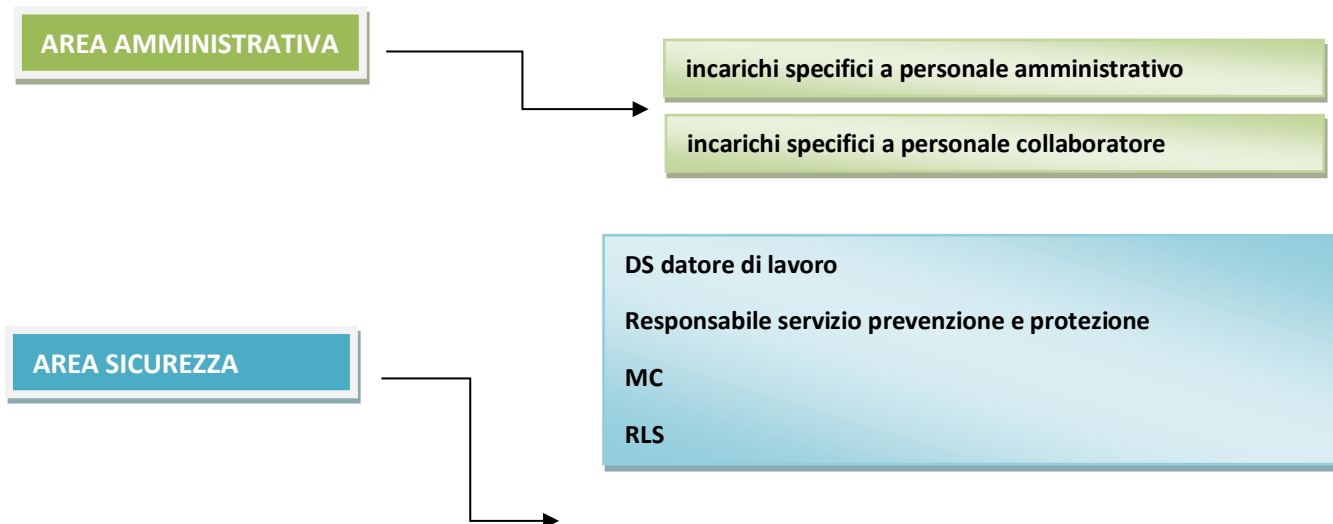 AREA AMMINISTRATIVA
incarichi specifici a personale amministrativo
incarichi specifici a personale collaboratore
DS datore di lavoro
Responsabile servizio prevenzione e protezione
AREA SICUREZZA
MC
RLS